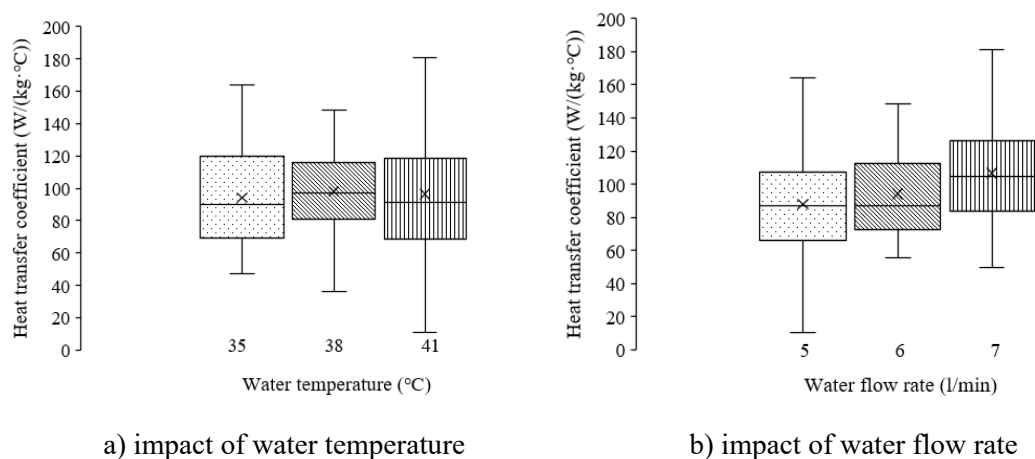 Heat transfer coefficient (W/(kg·°C))
200
180
160
140
120
100
80
60
40
20
0
35 38 41
Water temperature (°C)
a) impact of water temperature
Heat transfer coefficient (W/(kg·°C))
200
180
160
140
120
100
80
60
40
20
0
5 6 7
Water flow rate (l/min)
b) impact of water flow rate